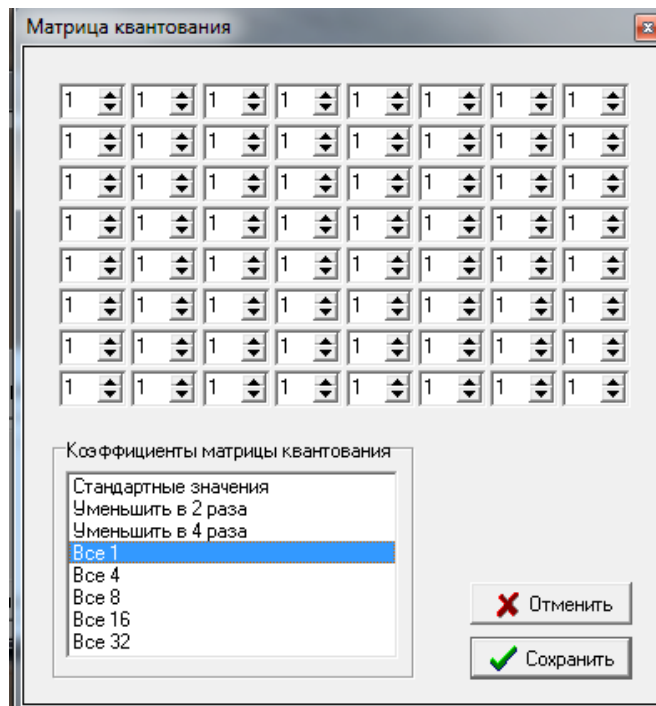 Матрица квантования
1 1 1 1 1 1 1 1
1 1 1 1 1 1 1 1
1 1 1 1 1 1 1 1
1 1 1 1 1 1 1 1
1 1 1 1 1 1 1 1
1 1 1 1 1 1 1 1
1 1 1 1 1 1 1 1
1 1 1 1 1 1 1 1
Коэффициенты матрицы квантования
Стандартные значения
Уменьшить в 2 раза
Уменьшить в 4 раза
Все 1
Все 4
Все 8
Все 16
Все 32
Отменить
Сохранить